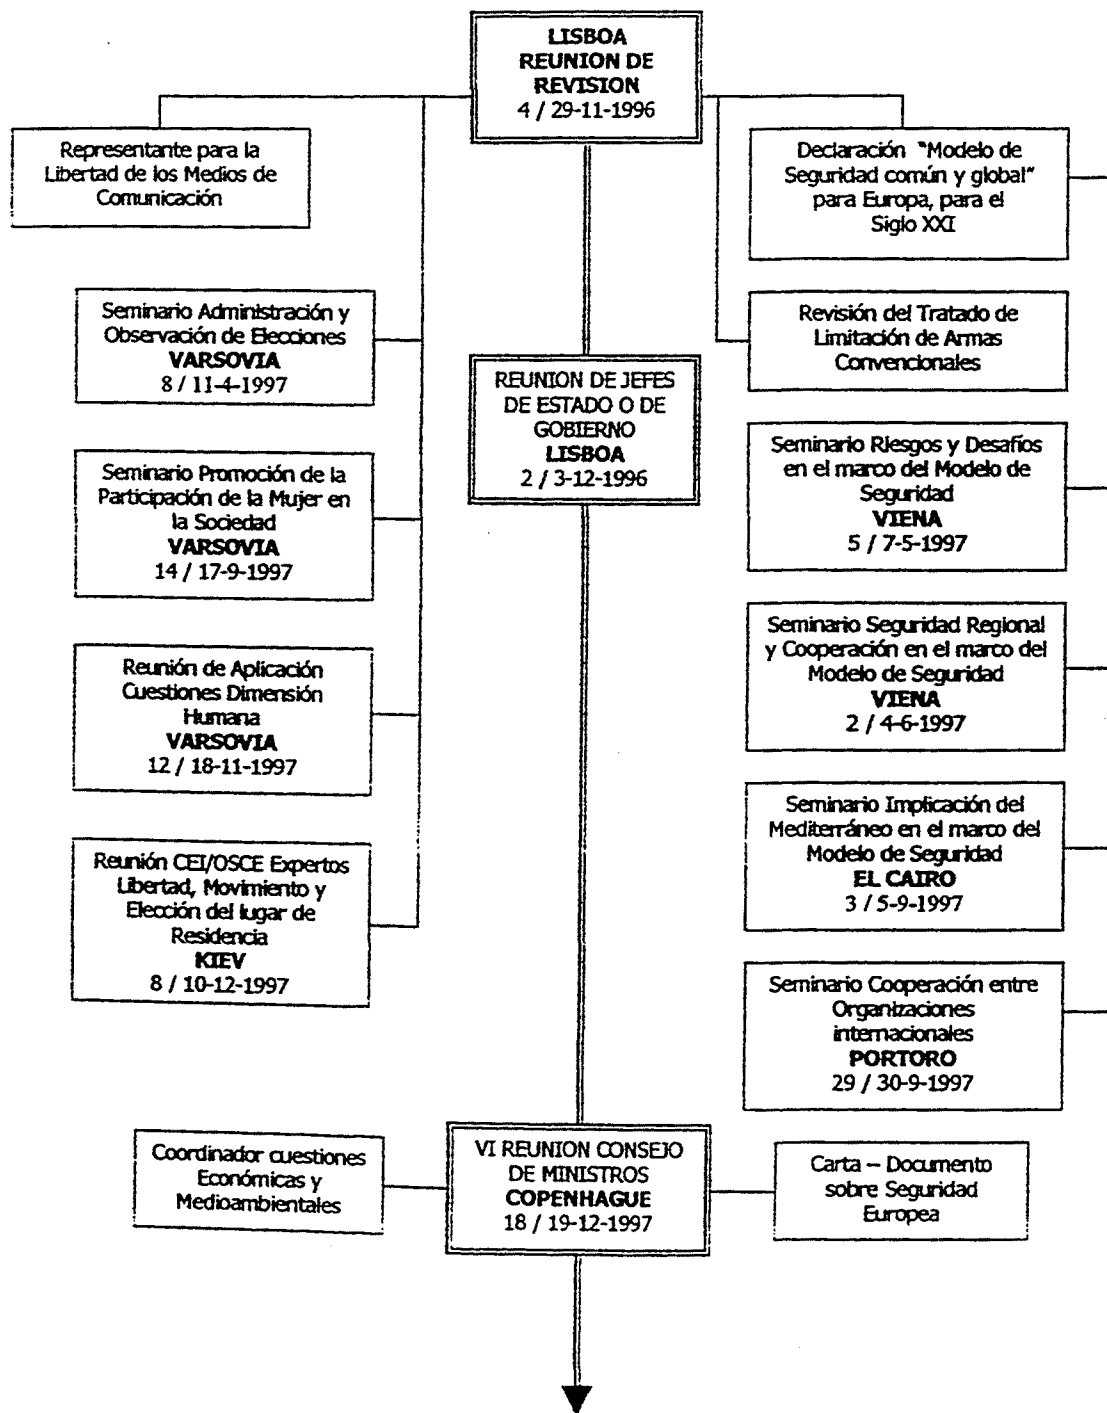 LISBOA
REUNION DE
REVISION
4 / 29-11-1996
Representante para la
Libertad de los Medios de
Comunicación
Declaración "Modelo de
Seguridad común y global"
para Europa, para el
Siglo XXI
Seminario Administración y
Observación de Elecciones
VARSOVIA
8 / 11-4-1997
Revisión del Tratado de
Limitación de Armas
Convencionales
REUNION DE JEFES
DE ESTADO O DE
GOBIERNO
LISBOA
2 / 3-12-1996
Seminario Promoción de la
Participación de la Mujer en
la Sociedad
VARSOVIA
14 / 17-9-1997
Seminario Riesgos y Desafíos
en el marco del Modelo de
Seguridad
VIENA
5 / 7-5-1997
Reunión de Aplicación
Cuestiones Dimensión
Humana
VARSOVIA
12 / 18-11-1997
Seminario Seguridad Regional
y Cooperación en el marco del
Modelo de Seguridad
VIENA
2 / 4-6-1997
Seminario Implicación del
Mediterráneo en el marco del
Modelo de Seguridad
EL CAIRO
3 / 5-9-1997
Reunión CEI/OSCE Expertos
Libertad, Movimiento y
Elección del lugar de
Residencia
KIEV
8 / 10-12-1997
Seminario Cooperación entre
Organizaciones
internacionales
PORTORO
29 / 30-9-1997
Coordinador cuestiones
Económicas y
Medioambientales
VI REUNION CONSEJO
DE MINISTROS
COPENHAGUE
18 / 19-12-1997
Carta – Documento
sobre Seguridad
Europea